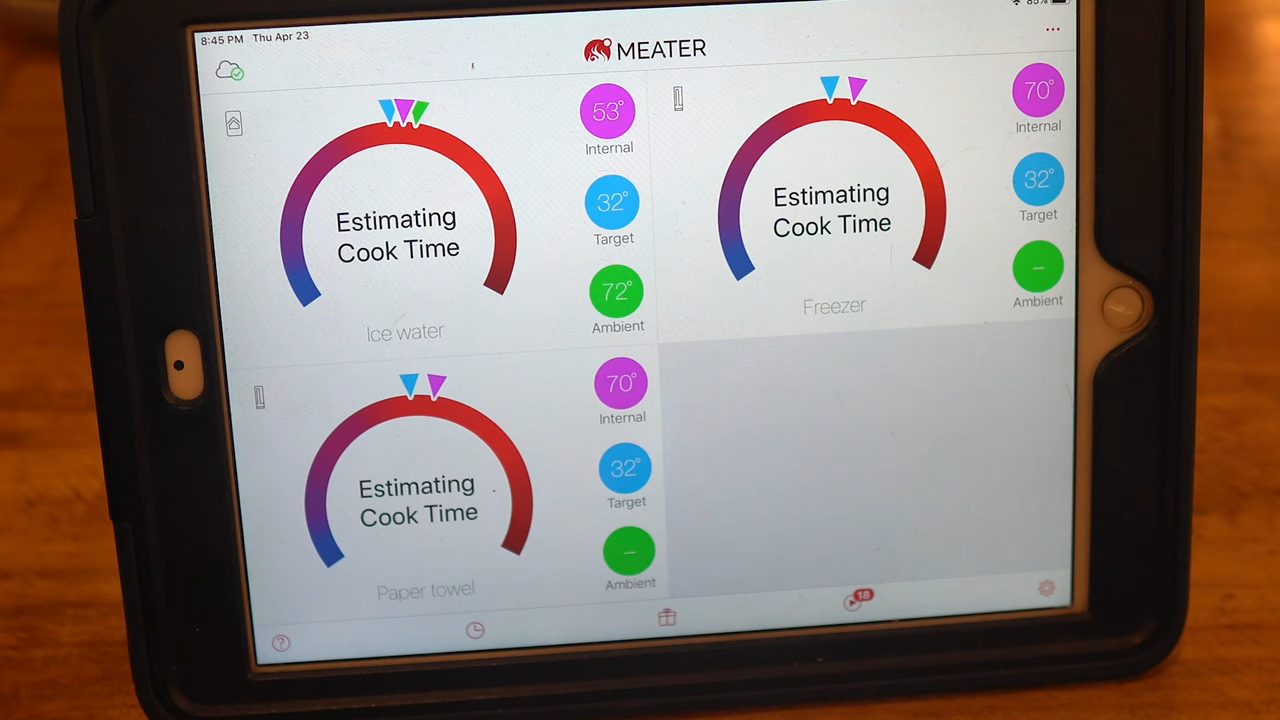 8:45 PM Thu Apr 23
85%
MEATER
53°
Internal
32°
Target
72°
Ambient
Estimating
Cook Time
Ice water
70°
Internal
32°
Target
–
Ambient
Estimating
Cook Time
Freezer
70°
Internal
32°
Target
–
Ambient
Estimating
Cook Time
Paper towel
?
18